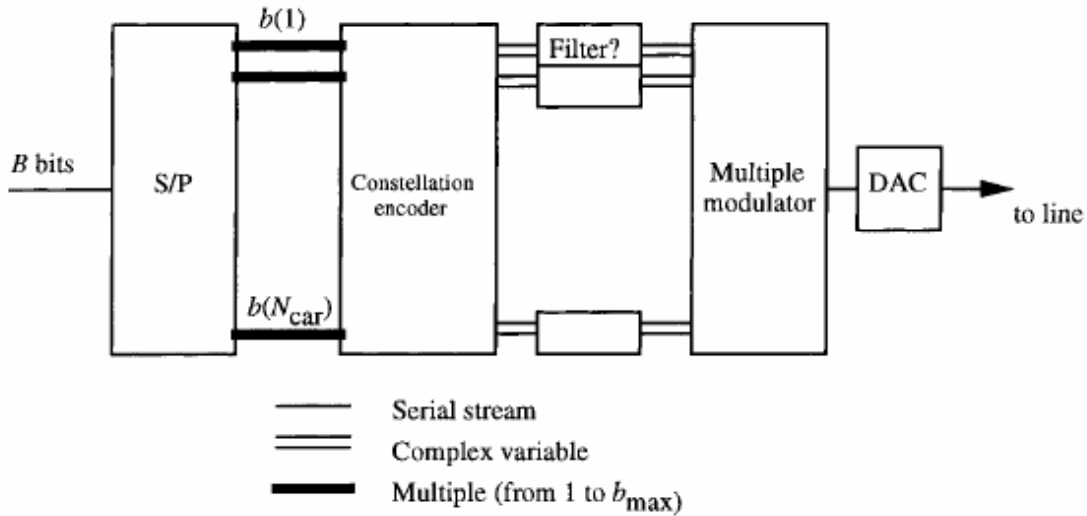 b(1)
Filter?
B bits
S/P
Constellation
encoder
Multiple
modulator
DAC
to line
b(N_car)
Serial stream
Complex variable
Multiple (from 1 to b_max)